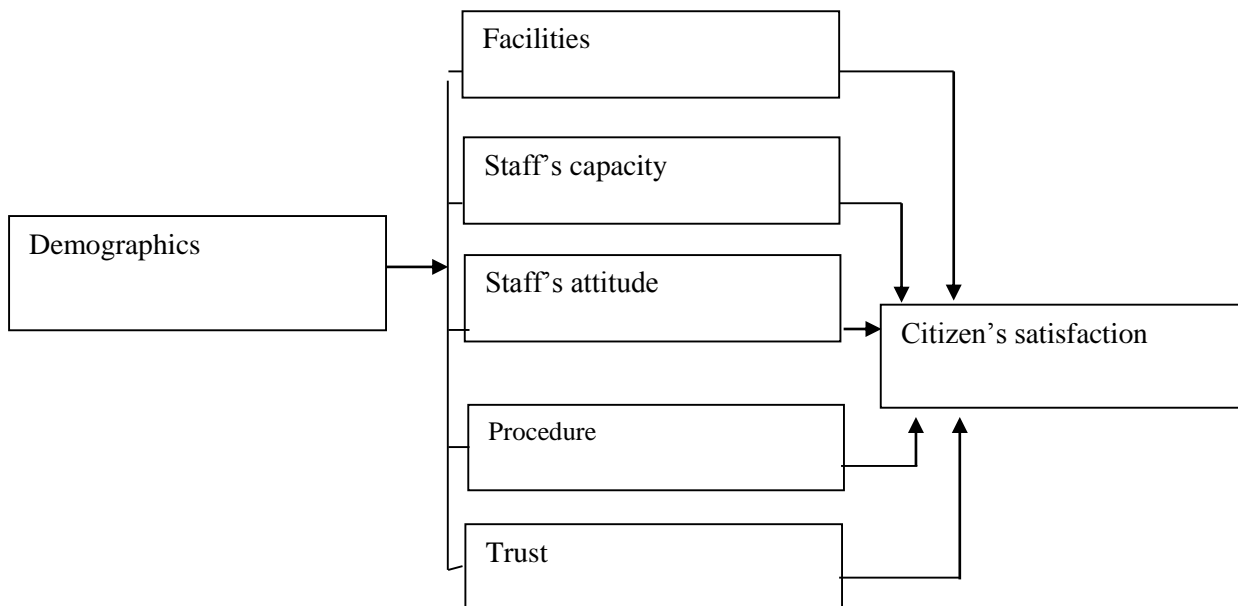 Facilities
Staff’s capacity
Demographics
Staff’s attitude
Citizen’s satisfaction
Procedure
Trust